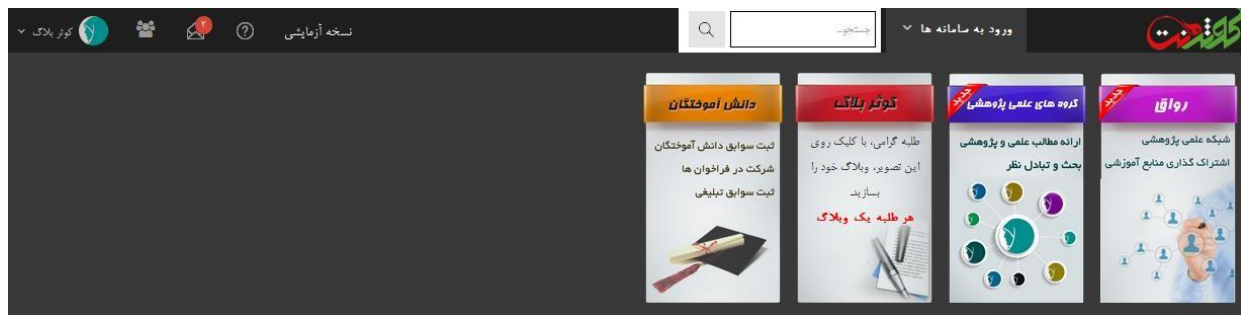 کوثرنت
ورود به سامانه ها
جستجو...
نسخه آزمایشی
?
۲
کوثر بلاگ
جدید
رواق
شبکه علمی پژوهشی
اشتراک گذاری منابع آموزشی
جدید
گروه های علمی پژوهشی
ارائه مطالب علمی و پژوهشی
بحث و تبادل نظر
کوثر بلاگ
طلبه گرامی، با کلیک روی
این تصویر، وبلاگ خود را
بسازید
هر طلبه یک وبلاگ
دانش آموختگان
ثبت سوابق دانش آموختگان
شرکت در فراخوان ها
ثبت سوابق تبلیغی